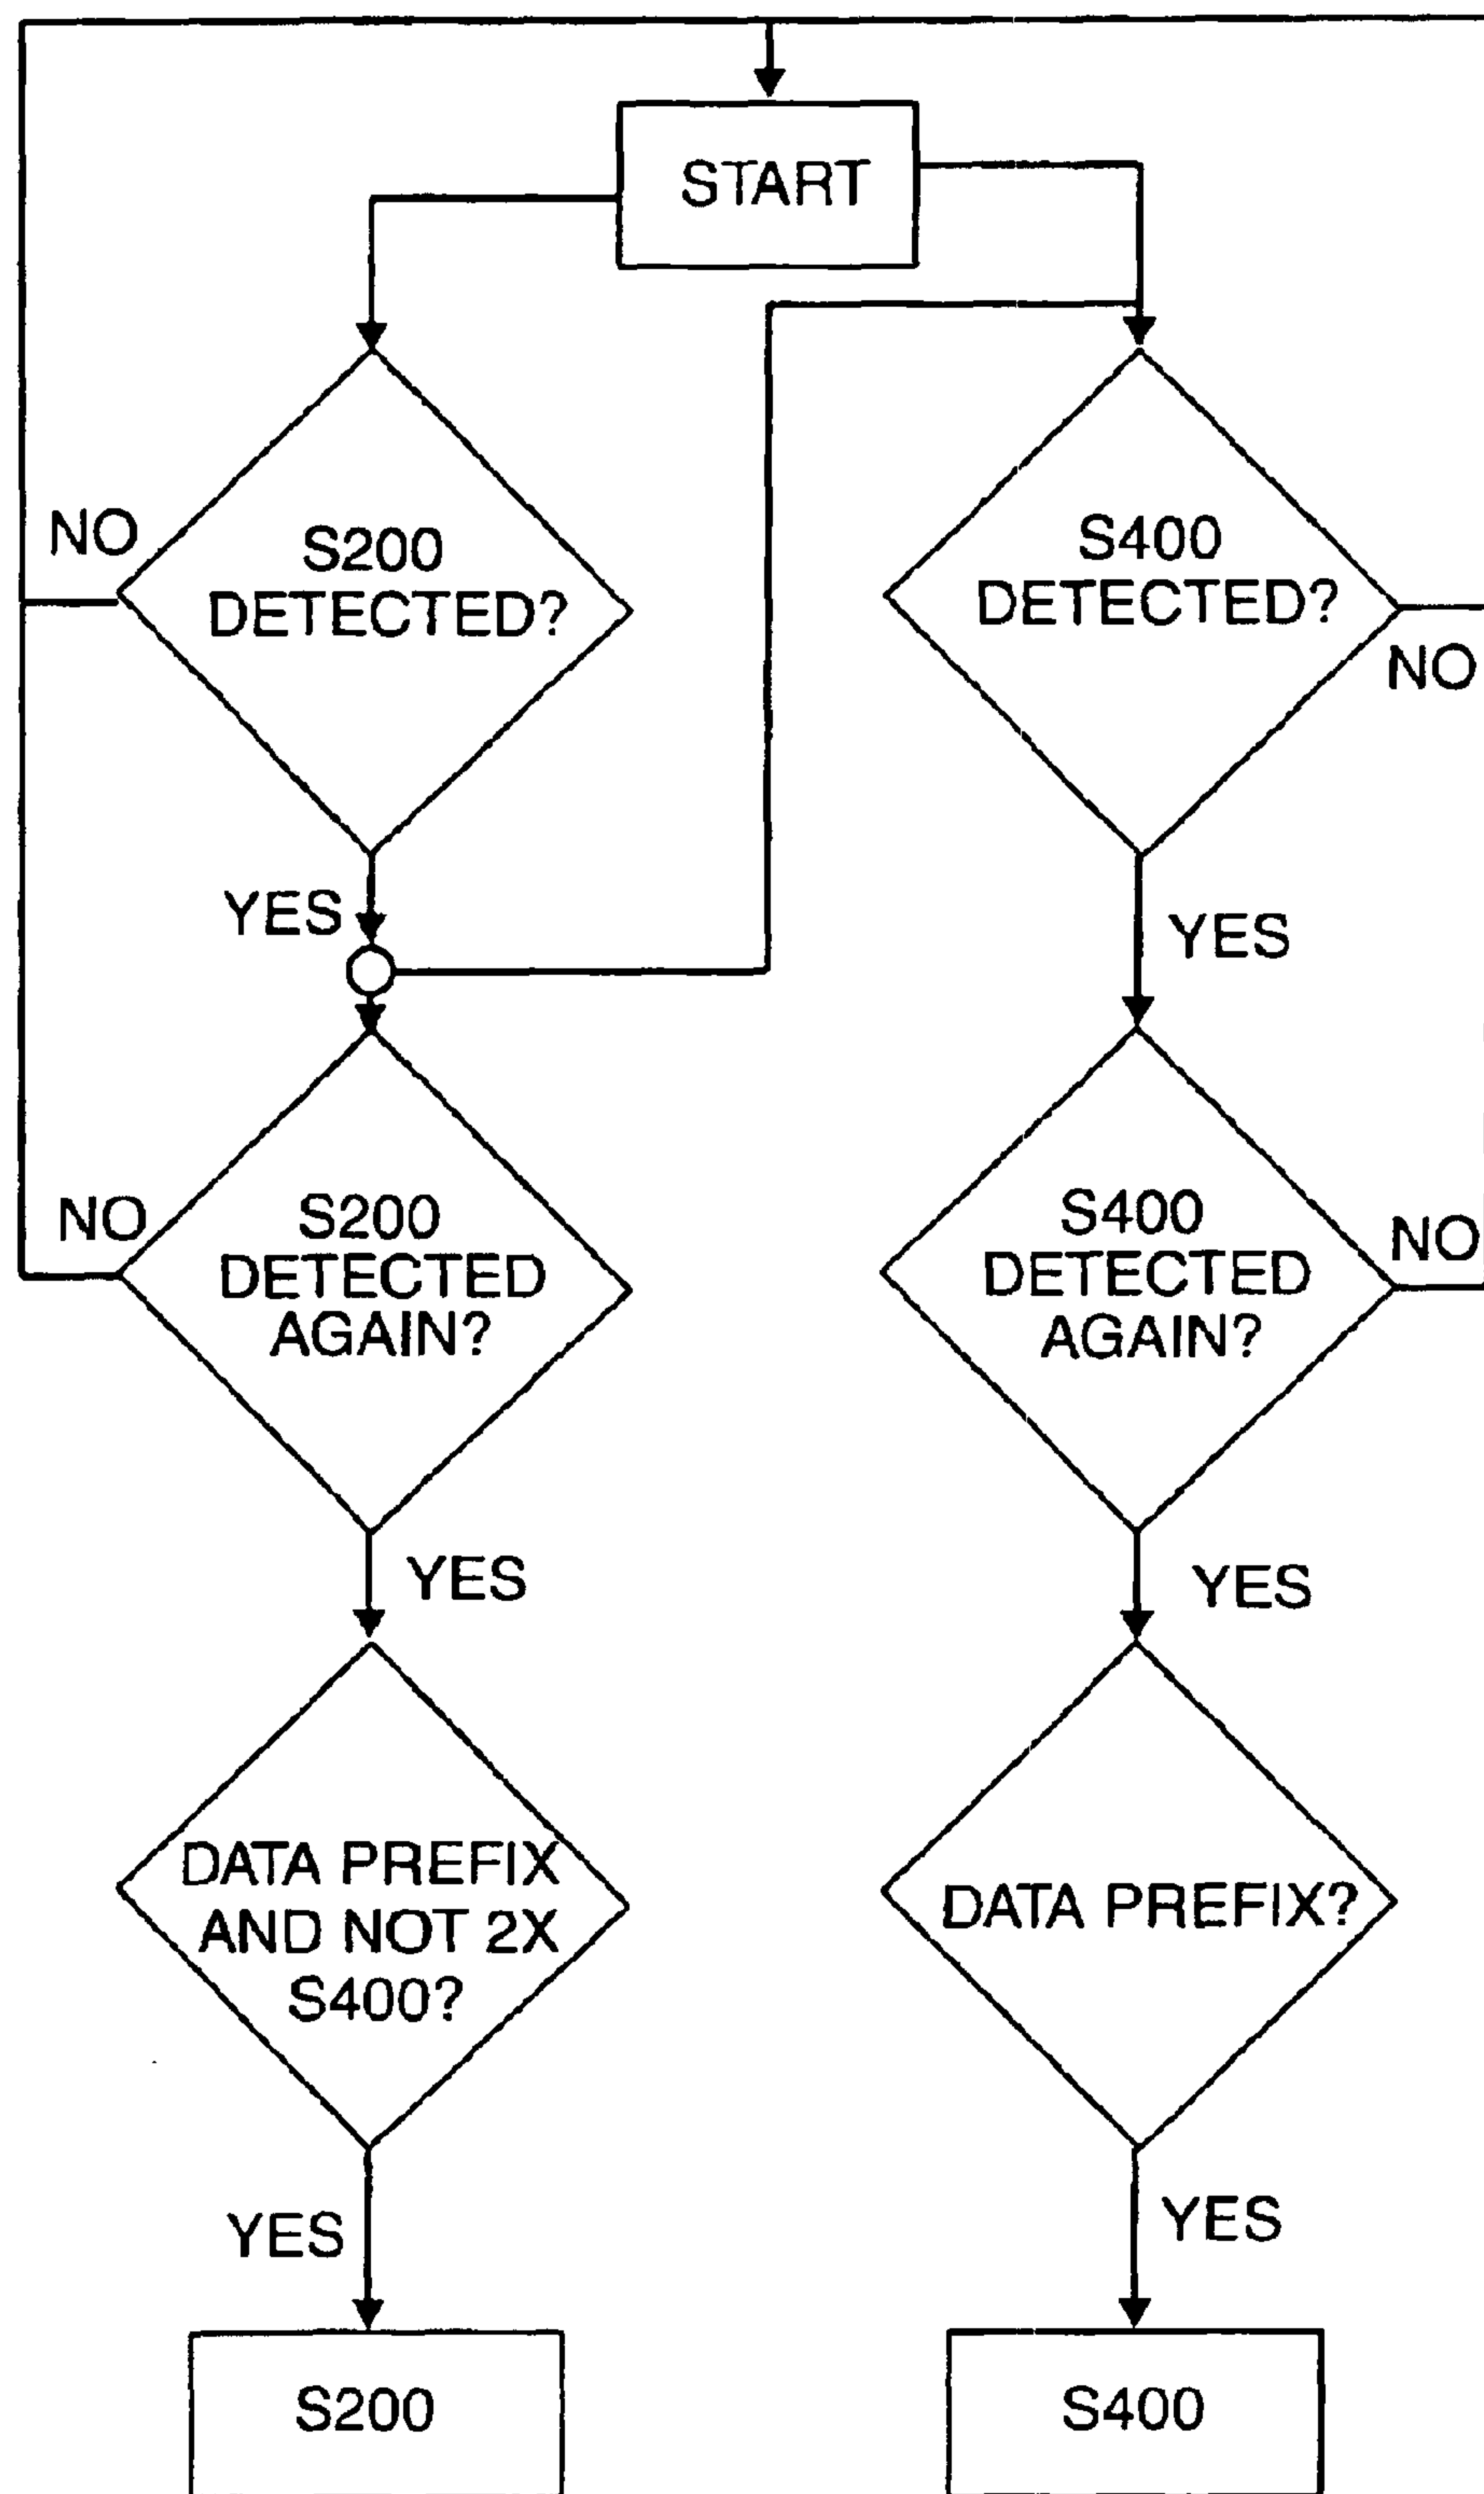 START
NO
S200
DETECTED?
S400
DETECTED?
NO
YES
YES
NO
S200
DETECTED
AGAIN?
S400
DETECTED
AGAIN?
NO
YES
YES
DATA PREFIX
AND NOT 2X
S400?
DATA PREFIX?
YES
YES
S200
S400